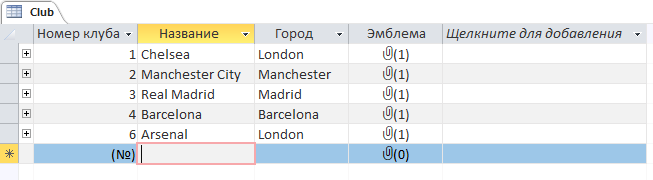 Club
Номер клуба Название Город Эмблема Щелкните для добавления
1 Chelsea London (1)
2 Manchester City Manchester (1)
3 Real Madrid Madrid (1)
4 Barcelona Barcelona (1)
6 Arsenal London (1)
(№) (0)